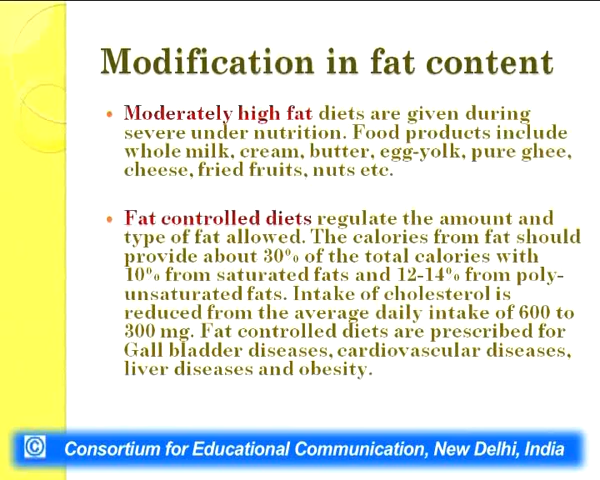 Modification in fat content
• Moderately high fat diets are given during
severe under nutrition. Food products include
whole milk, cream, butter, egg-yolk, pure ghee,
cheese, fried fruits, nuts etc.
• Fat controlled diets regulate the amount and
type of fat allowed. The calories from fat should
provide about 30% of the total calories with
10% from saturated fats and 12-14% from poly-
unsaturated fats. Intake of cholesterol is
reduced from the average daily intake of 600 to
300 mg. Fat controlled diets are prescribed for
Gall bladder diseases, cardiovascular diseases,
liver diseases and obesity.
© Consortium for Educational Communication, New Delhi, India